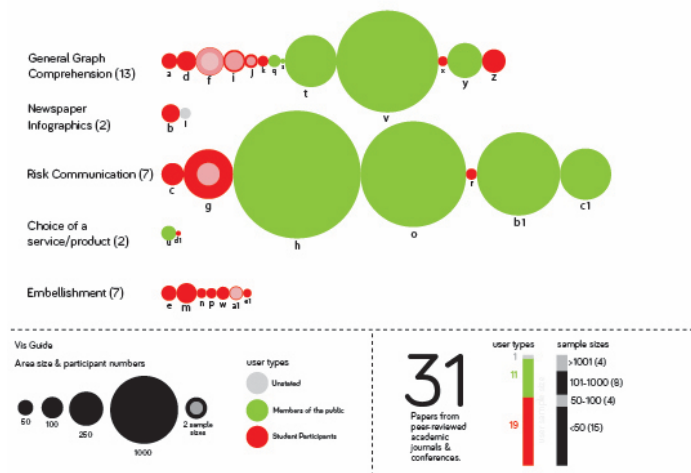 General Graph
Comprehension (13)
a d f i j k q s t v x y z
Newspaper
Infographics (2)
b l
Risk Communication (7)
c g h o r b1 c1
Choice of a
service/product (2)
u d1
Embellishment (7)
e m n p w a1 e1
Vis Guide
Area size & participant numbers
50 100 250 1000 2 sample
sizes
user types
Unstated
Members of the public
Student Participants
31
Papers from
peer-reviewed
academic
journals &
conferences.
user types
1
11
19
sample sizes
>1001 (4)
101-1000 (8)
50-100 (4)
<50 (15)